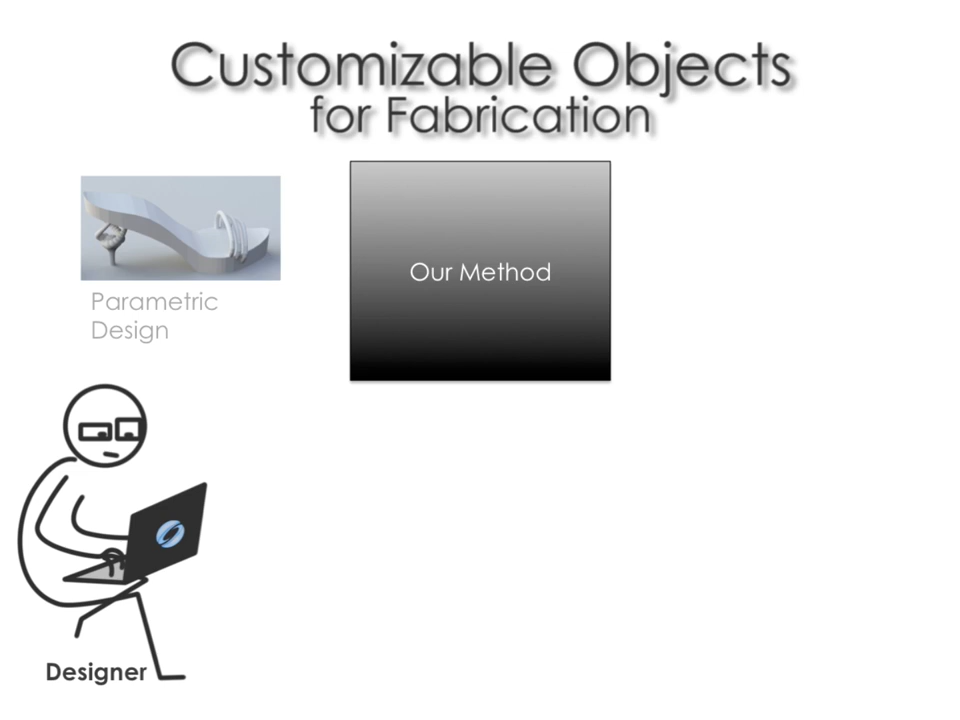 Customizable Objects
for Fabrication
Our Method
Parametric
Design
Designer